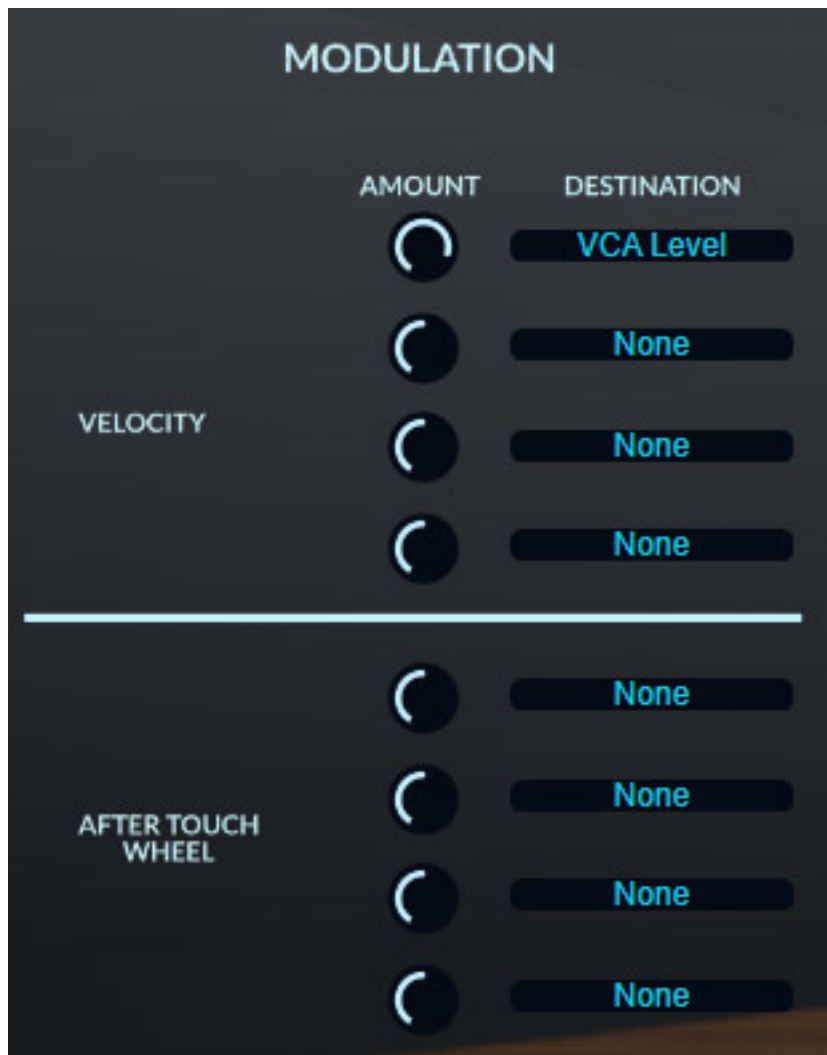 MODULATION
AMOUNT DESTINATION
VCA Level
None
VELOCITY
None
None
None
None
AFTER TOUCH
WHEEL
None
None